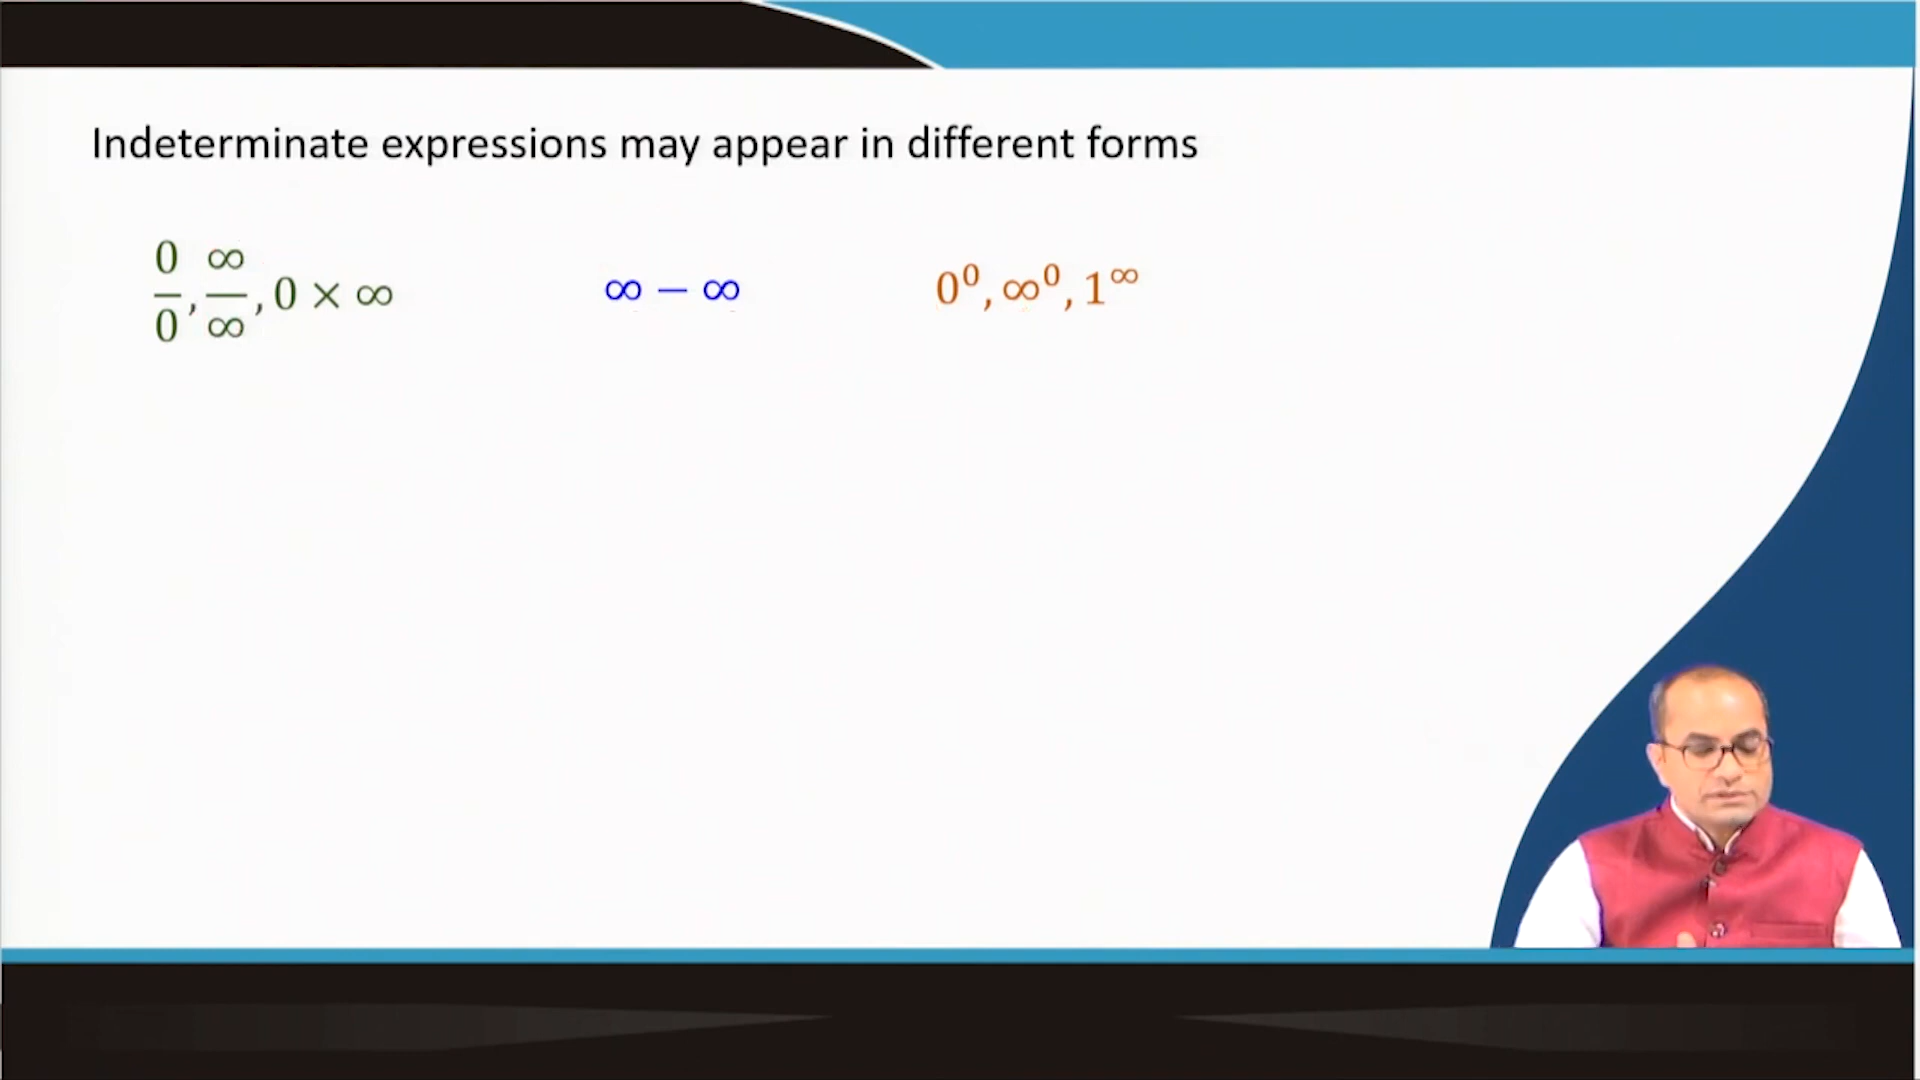 Indeterminate expressions may appear in different forms
0/0, ∞/∞, 0 × ∞    ∞ − ∞    0⁰, ∞⁰, 1^∞